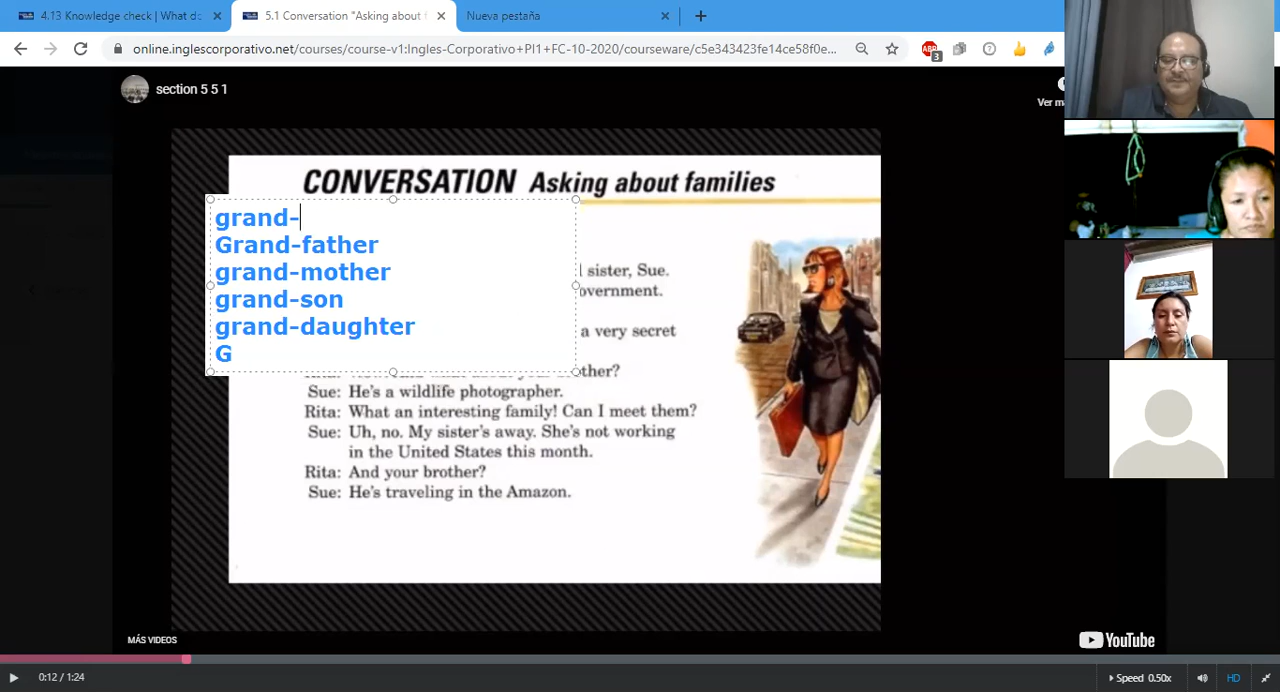 4.13 Knowledge check | What do
5.1 Conversation "Asking about f
Nueva pestaña
online.inglescorporativo.net/courses/course-v1:Ingles-Corporativo+PI1+FC-10-2020/courseware/c5e343423fe14ce58f0e...
ABP
3
section 5 5 1
Ver má
CONVERSATION Asking about families
grand-
Grand-father
grand-mother
grand-son
grand-daughter
G
sister, Sue.
overnment.
a very secret
other?
Sue: He's a wildlife photographer.
Rita: What an interesting family! Can I meet them?
Sue: Uh, no. My sister's away. She's not working
in the United States this month.
Rita: And your brother?
Sue: He's traveling in the Amazon.
MÁS VIDEOS
YouTube
0:12 / 1:24
Speed 0.50x
HD